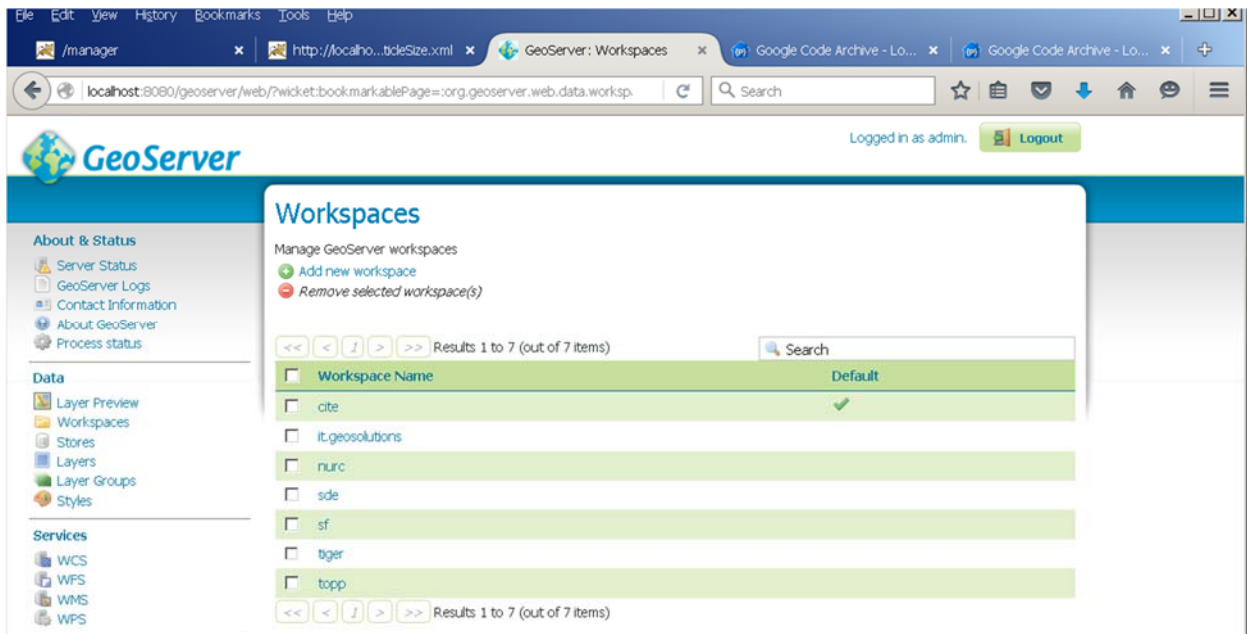 File Edit View History Bookmarks Tools Help
/manager
http://localho...ticleSize.xml
GeoServer: Workspaces
Google Code Archive - Lo...
Google Code Archive - Lo...
localhost:8080/geoserver/web/?wicket:bookmarkablePage=:org.geoserver.web.data.worksp.
Search
GeoServer
Logged in as admin.
Logout
About & Status
Server Status
GeoServer Logs
Contact Information
About GeoServer
Process status
Data
Layer Preview
Workspaces
Stores
Layers
Layer Groups
Styles
Services
WCS
WFS
WMS
WPS
Workspaces
Manage GeoServer workspaces
Add new workspace
Remove selected workspace(s)
<< < 1 > >> Results 1 to 7 (out of 7 items)
Search
Workspace Name Default
cite
it.geosolutions
nurc
sde
sf
tiger
topp
<< < 1 > >> Results 1 to 7 (out of 7 items)